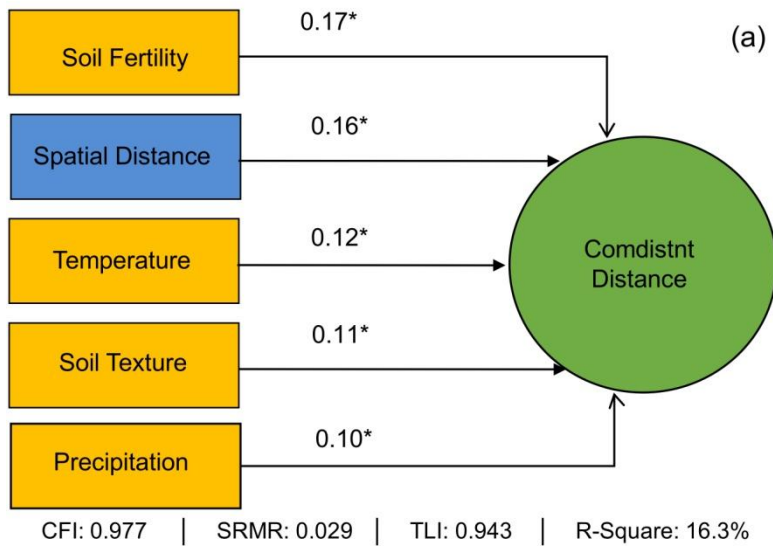 (a)
Soil Fertility
0.17*
Spatial Distance
0.16*
Temperature
0.12*
Soil Texture
0.11*
Precipitation
0.10*
Comdistnt
Distance
CFI: 0.977 | SRMR: 0.029 | TLI: 0.943 | R-Square: 16.3%